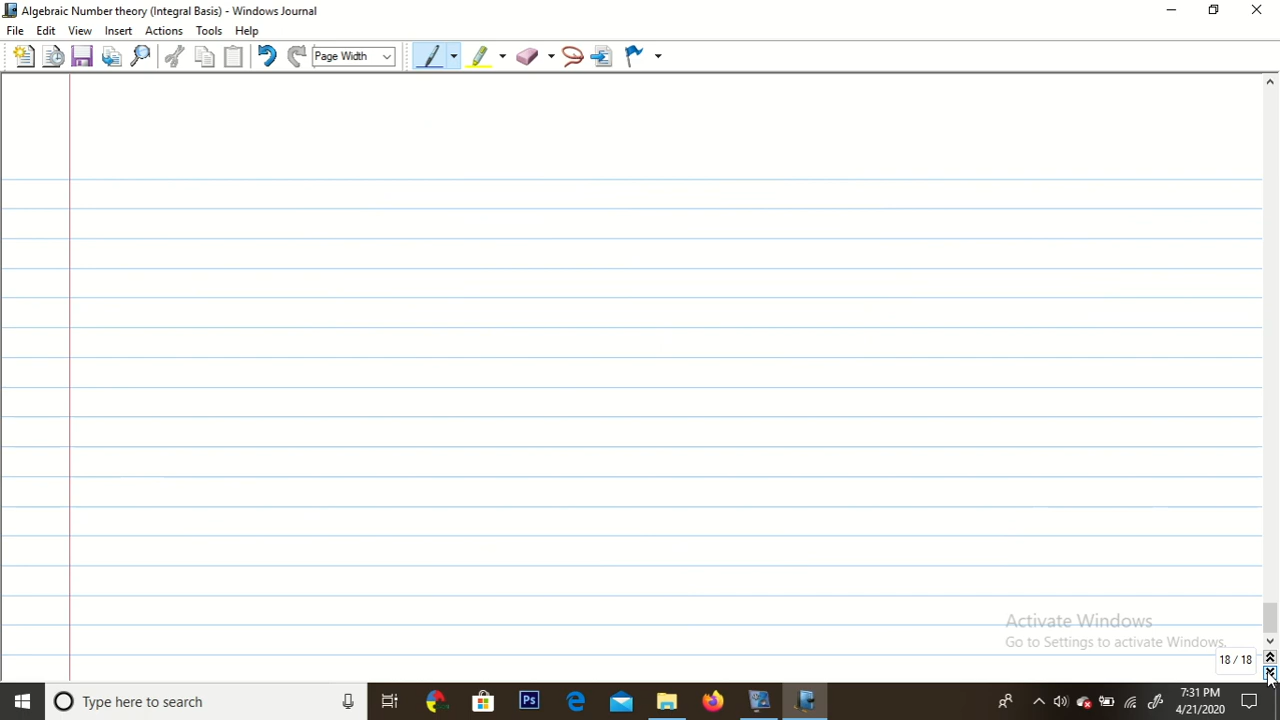 Algebraic Number theory (Integral Basis) - Windows Journal
File Edit View Insert Actions Tools Help
Page Width
Activate Windows
Go to Settings to activate Windows.
18 / 18
Type here to search
Ps
7:31 PM
4/21/2020